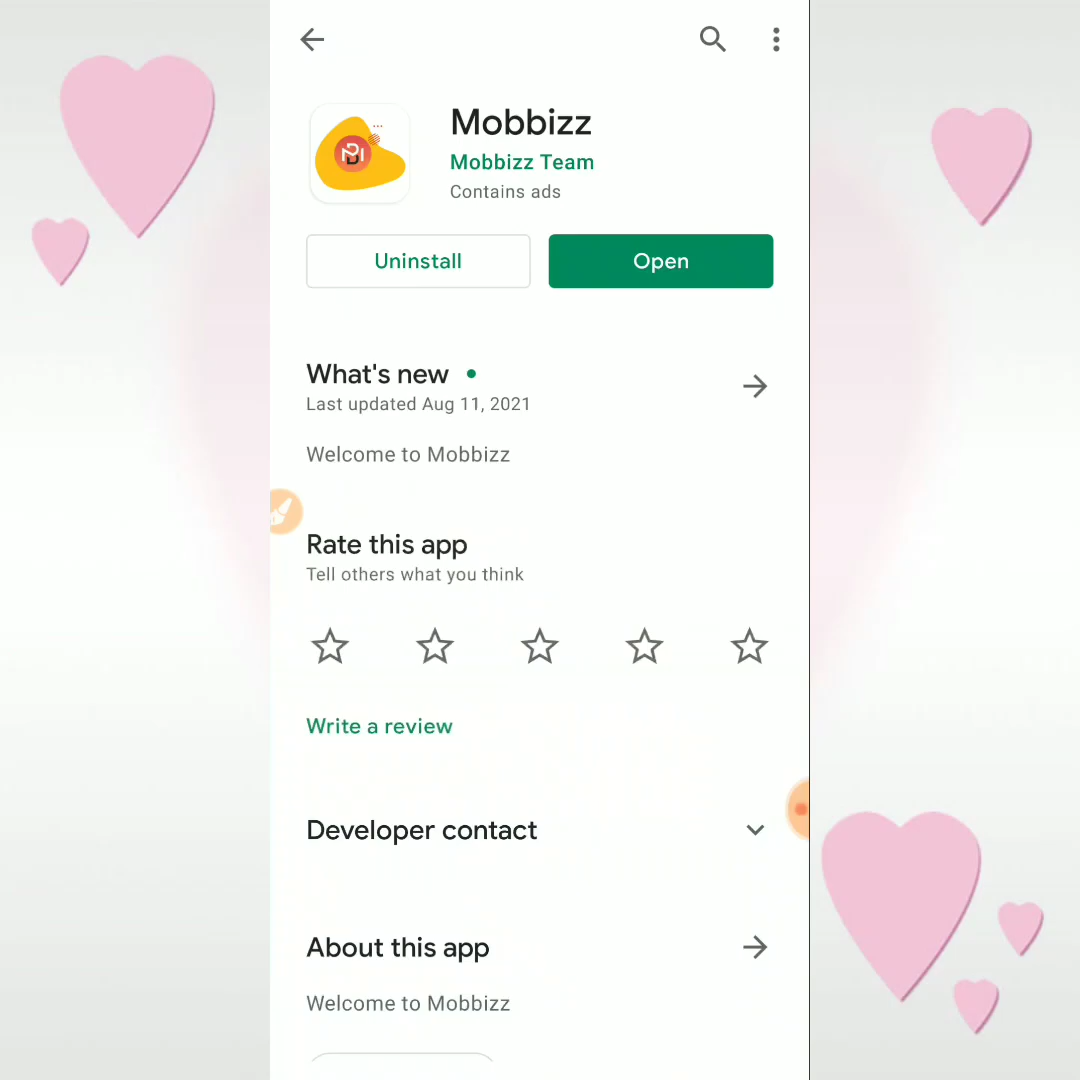 Mobbizz
Mobbizz Team
Contains ads
Uninstall
Open
What's new
Last updated Aug 11, 2021
Welcome to Mobbizz
Rate this app
Tell others what you think
Write a review
Developer contact
About this app
Welcome to Mobbizz